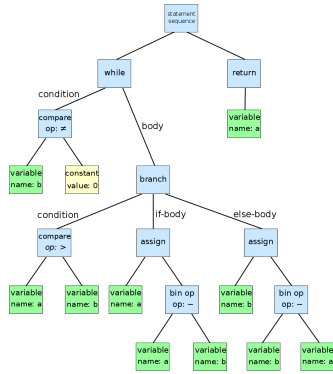 statement
sequence
while
return
condition
compare
op: ≠
body
variable
name: a
variable
name: b
constant
value: 0
branch
condition
if-body
else-body
compare
op: >
assign
assign
variable
name: a
variable
name: b
variable
name: a
bin op
op: −
variable
name: b
bin op
op: −
variable
name: a
variable
name: b
variable
name: b
variable
name: a